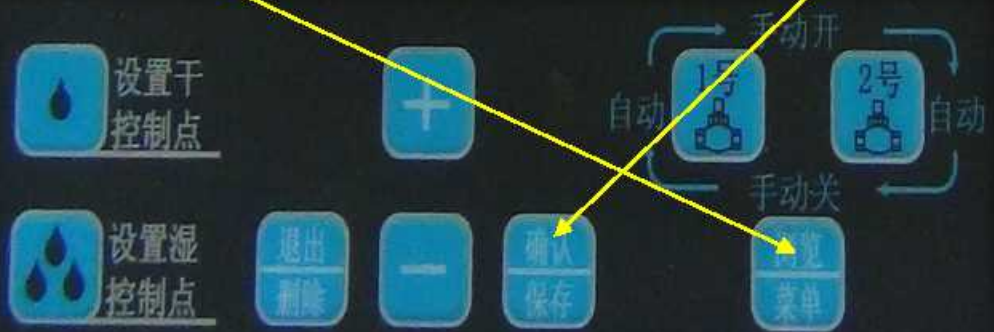 手动开
设置干
控制点
+
1号
2号
自动
自动
手动关
设置湿
控制点
退出
删除
−
确认
保存
浏览
菜单